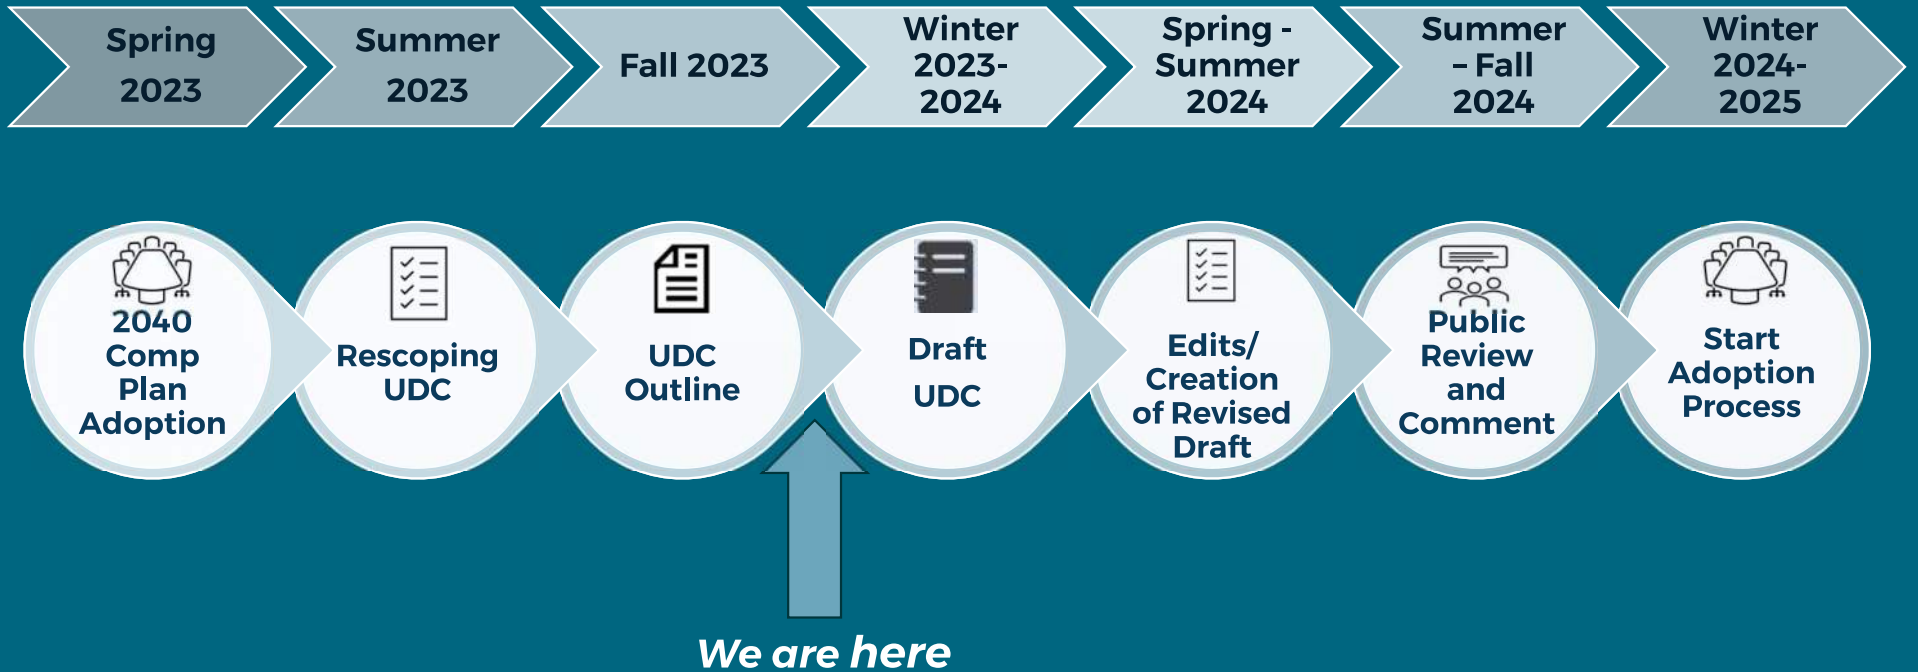 Spring
2023
Summer
2023
Fall 2023
Winter
2023-
2024
Spring -
Summer
2024
Summer
– Fall
2024
Winter
2024-
2025
2040
Comp
Plan
Adoption
Rescoping
UDC
UDC
Outline
Draft
UDC
Edits/
Creation
of Revised
Draft
Public
Review
and
Comment
Start
Adoption
Process
We are here